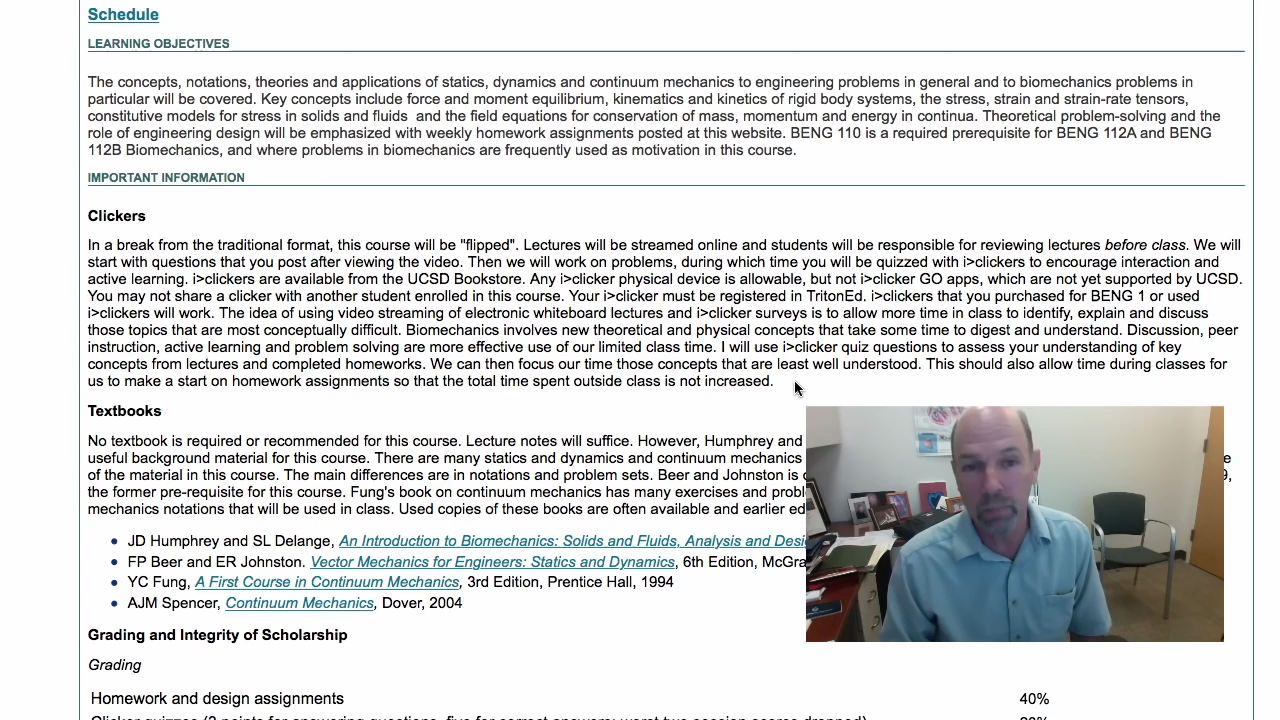 Schedule
LEARNING OBJECTIVES
The concepts, notations, theories and applications of statics, dynamics and continuum mechanics to engineering problems in general and to biomechanics problems in
particular will be covered. Key concepts include force and moment equilibrium, kinematics and kinetics of rigid body systems, the stress, strain and strain-rate tensors,
constitutive models for stress in solids and fluids and the field equations for conservation of mass, momentum and energy in continua. Theoretical problem-solving and the
role of engineering design will be emphasized with weekly homework assignments posted at this website. BENG 110 is a required prerequisite for BENG 112A and BENG
112B Biomechanics, and where problems in biomechanics are frequently used as motivation in this course.
IMPORTANT INFORMATION
Clickers
In a break from the traditional format, this course will be "flipped". Lectures will be streamed online and students will be responsible for reviewing lectures before class. We will
start with questions that you post after viewing the video. Then we will work on problems, during which time you will be quizzed with i>clickers to encourage interaction and
active learning. i>clickers are available from the UCSD Bookstore. Any i>clicker physical device is allowable, but not i>clicker GO apps, which are not yet supported by UCSD.
You may not share a clicker with another student enrolled in this course. Your i>clicker must be registered in TritonEd. i>clickers that you purchased for BENG 1 or used
i>clickers will work. The idea of using video streaming of electronic whiteboard lectures and i>clicker surveys is to allow more time in class to identify, explain and discuss
those topics that are most conceptually difficult. Biomechanics involves new theoretical and physical concepts that take some time to digest and understand. Discussion, peer
instruction, active learning and problem solving are more effective use of our limited class time. I will use i>clicker quiz questions to assess your understanding of key
concepts from lectures and completed homeworks. We can then focus our time those concepts that are least well understood. This should also allow time during classes for
us to make a start on homework assignments so that the total time spent outside class is not increased.
Textbooks
No textbook is required or recommended for this course. Lecture notes will suffice. However, Humphrey and
useful background material for this course. There are many statics and dynamics and continuum mechanics
of the material in this course. The main differences are in notations and problem sets. Beer and Johnston is
the former pre-requisite for this course. Fung's book on continuum mechanics has many exercises and
mechanics notations that will be used in class. Used copies of these books are often available and earlier
JD Humphrey and SL Delange, An Introduction to Biomechanics: Solids and Fluids, Analysis and
FP Beer and ER Johnston. Vector Mechanics for Engineers: Statics and Dynamics, 6th Edition,
YC Fung, A First Course in Continuum Mechanics, 3rd Edition, Prentice Hall, 1994
AJM Spencer, Continuum Mechanics, Dover, 2004
Grading and Integrity of Scholarship
Grading
Homework and design assignments 40%